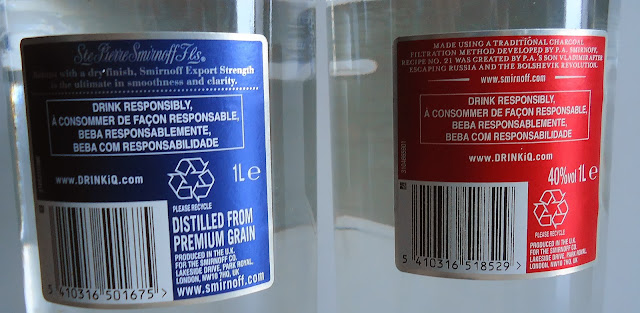 Ste Pierre Smirnoff Fls.
with a dry finish, Smirnoff Export Strength
is the ultimate in smoothness and clarity.
DRINK RESPONSIBLY,
À CONSOMMER DE FAÇON RESPONSABLE,
BEBA RESPONSABLEMENTE,
BEBA COM RESPONSABILIDADE
www.DRINKiQ.com
1L e
PLEASE RECYCLE
DISTILLED FROM
PREMIUM GRAIN
PRODUCED IN THE U.K.
FOR THE SMIRNOFF CO.
LAKESIDE DRIVE, PARK ROYAL,
LONDON, NW10 7HQ, UK
www.smirnoff.com
5 410316 501675 >
MADE USING A TRADITIONAL CHARCOAL
FILTRATION METHOD DEVELOPED BY P.A. SMIRNOFF.
RECIPE NO. 21 WAS CREATED BY P.A.'S SON VLADIMIR AFTER
ESCAPING RUSSIA AND THE BOLSHEVIK REVOLUTION.
www.smirnoff.com
DRINK RESPONSIBLY,
À CONSOMMER DE FAÇON RESPONSABLE,
BEBA RESPONSABLEMENTE,
BEBA COM RESPONSABILIDADE
www.DRINKiQ.com
40%vol 1L e
PLEASE RECYCLE
PRODUCED IN THE U.K.
FOR THE SMIRNOFF CO.
LAKESIDE DRIVE, PARK ROYAL,
LONDON, NW10 7HQ, UK
5 410316 518529 >